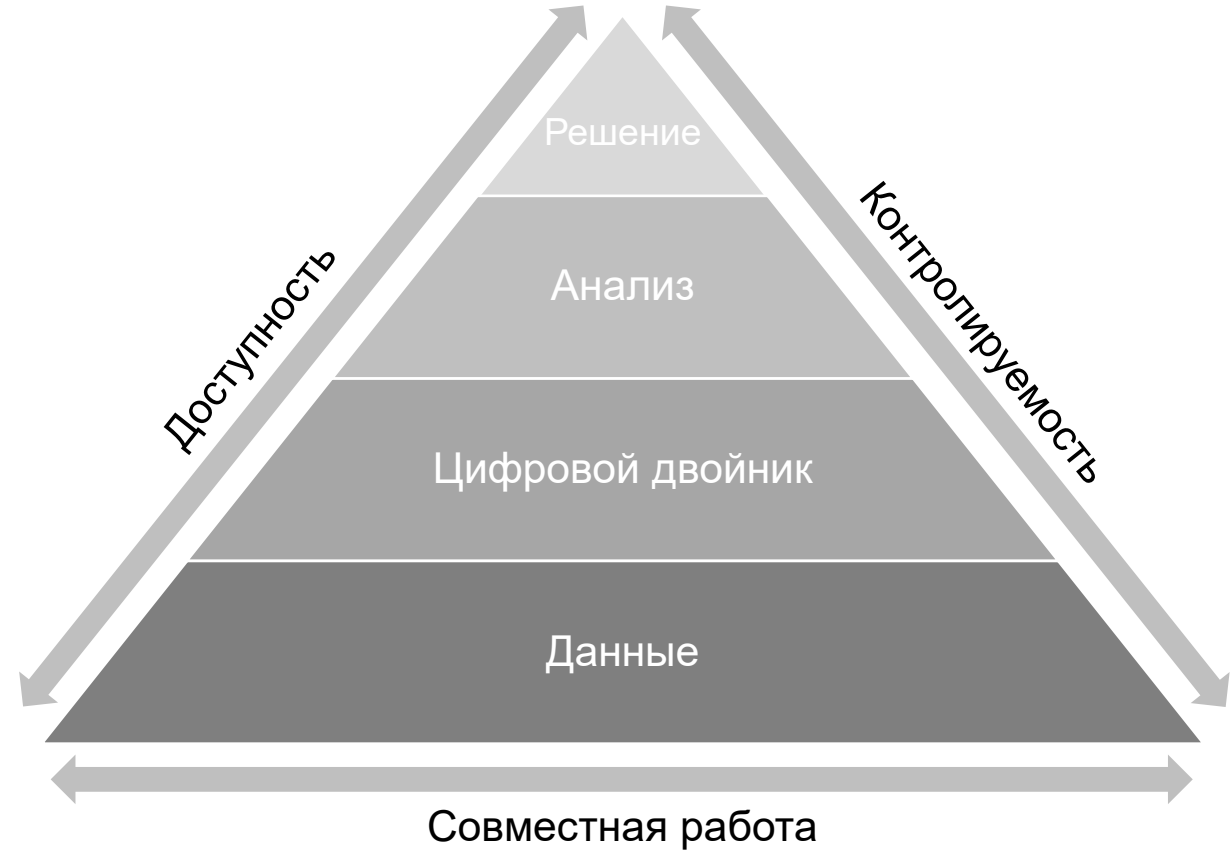 Решение
Анализ
Цифровой двойник
Данные
Доступность
Контролируемость
Совместная работа